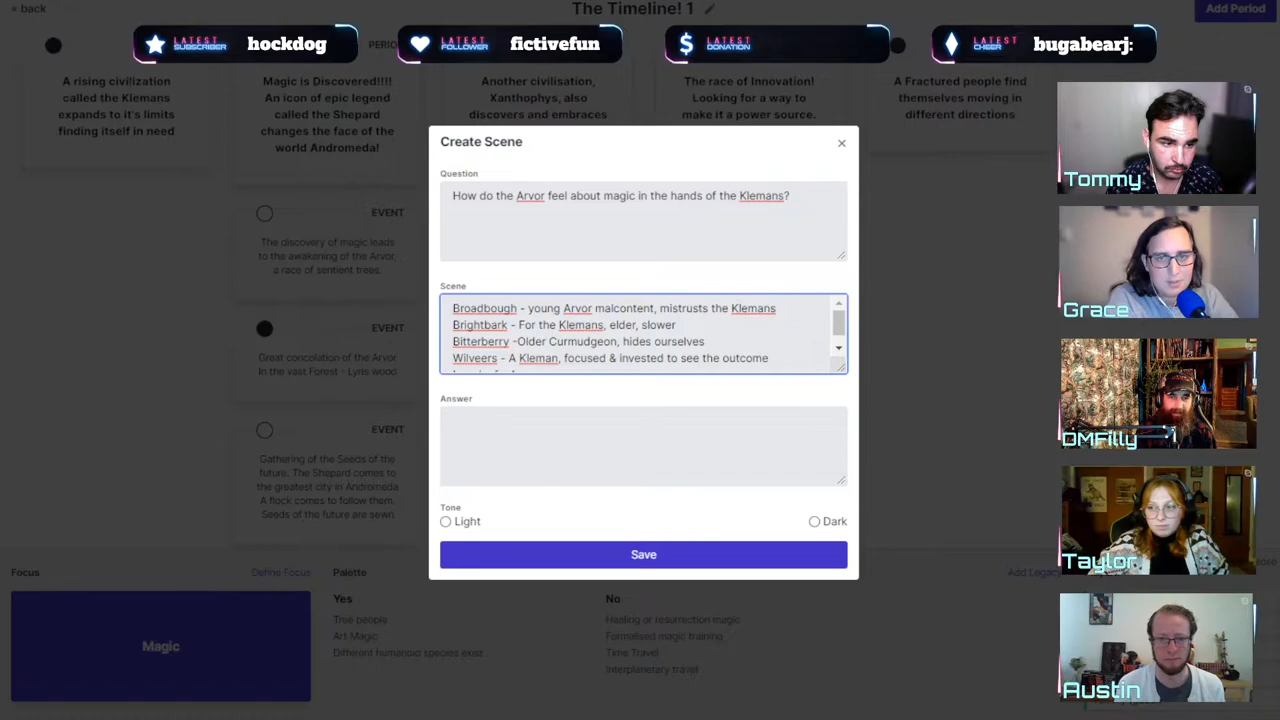 ‹ back
The Timeline! 1
Add Period
LATEST SUBSCRIBER
hockdog
LATEST FOLLOWER
fictivefun
LATEST DONATION
LATEST CHEER
bugabearj:
A rising civilization
called the Klemans
expands to it's limits
finding itself in need
Magic is Discovered!!!!
An icon of epic legend
called the Shepard
changes the face of the
world Andromeda!
Another civilisation,
Xanthophys, also
discovers and embraces
The race of Innovation!
Looking for a way to
make it a power source.
A Fractured people find
themselves moving in
different directions
EVENT
The discovery of magic leads
to the awakening of the Arvor,
a race of sentient trees.
EVENT
Great concolation of the Arvor
In the vast Forest - Lyris wood
EVENT
Gathering of the Seeds of the
future. The Shepard comes to
the greatest city in Andromeda
A flock comes to follow them.
Seeds of the future are sewn
Create Scene
×
Question
How do the Arvor feel about magic in the hands of the Klemans?
Scene
Broadbough - young Arvor malcontent, mistrusts the Klemans
Brightbark - For the Klemans, elder, slower
Bitterberry -Older Curmudgeon, hides ourselves
Wilveers - A Kleman, focused & invested to see the outcome
Answer
Tone
Light
Dark
Save
Focus
Define Focus
Magic
Palette
Yes
Tree people
Art Magic
Different humanoid species exist
No
Healing or resurrection magic
Formalised magic training
Time Travel
Interplanetary travel
Add Legacy
Tommy
Grace
DMFilly
Taylor
Austin